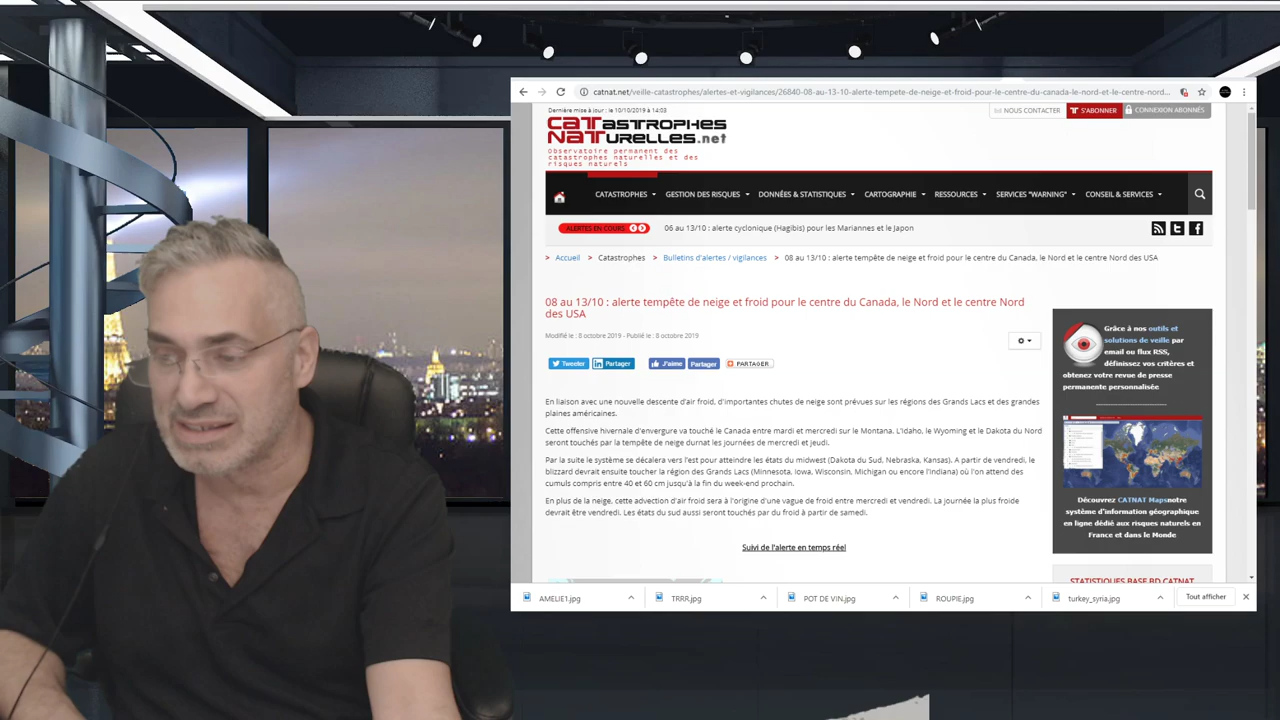 catnat.net/veille-catastrophes/alertes-et-vigilances/26840-08-au-13-10-alerte-tempete-de-neige-et-froid-pour-le-centre-du-canada-le-nord-et-le-centre-nord...
Dernière mise à jour : le 10/10/2019 à 14:03
NOUS CONTACTER
S'ABONNER
CONNEXION ABONNÉS
CATASTROPHES
NATURELLES.net
Observatoire permanent des
catastrophes naturelles et des
risques naturels
CATASTROPHES
GESTION DES RISQUES
DONNÉES & STATISTIQUES
CARTOGRAPHIE
RESSOURCES
SERVICES "WARNING"
CONSEIL & SERVICES
ALERTES EN COURS
06 au 13/10 : alerte cyclonique (Hagibis) pour les Mariannes et le Japon
> Accueil > Catastrophes > Bulletins d'alertes / vigilances > 08 au 13/10 : alerte tempête de neige et froid pour le centre du Canada, le Nord et le centre Nord des USA
08 au 13/10 : alerte tempête de neige et froid pour le centre du Canada, le Nord et le centre Nord
des USA
Modifié le : 8 octobre 2019 - Publié le : 8 octobre 2019
Tweeter
Partager
J'aime
Partager
PARTAGER
En liaison avec une nouvelle descente d'air froid, d'importantes chutes de neige sont prévues sur les régions des Grands Lacs et des grandes
plaines américaines.
Cette offensive hivernale d'envergure va touché le Canada entre mardi et mercredi sur le Montana. L'Idaho, le Wyoming et le Dakota du Nord
seront touchés par la tempête de neige durnat les journées de mercredi et jeudi.
Par la suite le système se décalera vers l'est pour atteindre les états du midwest (Dakota du Sud, Nebraska, Kansas). A partir de vendredi, le
blizzard devrait ensuite toucher la région des Grands Lacs (Minnesota, Iowa, Wisconsin, Michigan ou encore l'indiana) où l'on attend des
cumuls compris entre 40 et 60 cm jusqu'à la fin du week-end prochain.
En plus de la neige, cette advection d'air froid sera à l'origine d'une vague de froid entre mercredi et vendredi. La journée la plus froide
devrait être vendredi. Les états du sud aussi seront touchés par du froid à partir de samedi.
Suivi de l'alerte en temps réel
Grâce à nos outils et
solutions de veille par
email ou flux RSS,
définissez vos critères et
obtenez votre revue de presse
permanente personnalisée
Découvrez CATNAT Mapsnotre
système d'information géographique
en ligne dédié aux risques naturels en
France et dans le Monde
STATISTIQUES BASE BD CATNAT
AMELIE1.jpg
TRRR.jpg
POT DE VIN.jpg
ROUPIE.jpg
turkey_syria.jpg
Tout afficher